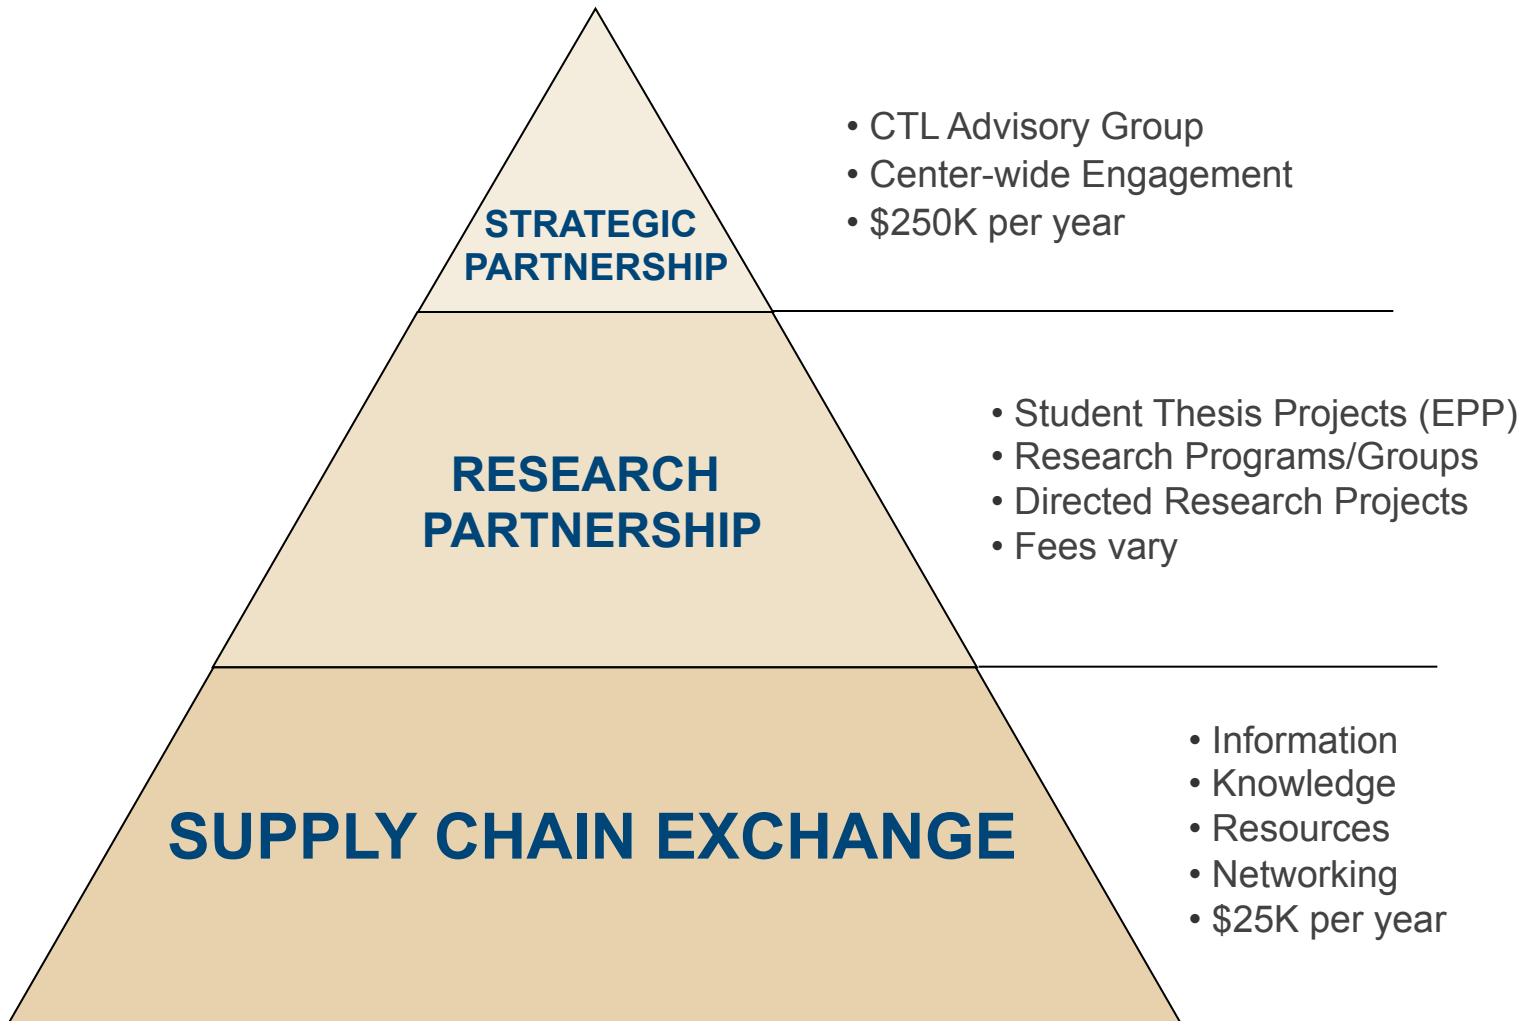 STRATEGIC
PARTNERSHIP
• CTL Advisory Group
• Center-wide Engagement
• $250K per year
RESEARCH
PARTNERSHIP
• Student Thesis Projects (EPP)
• Research Programs/Groups
• Directed Research Projects
• Fees vary
SUPPLY CHAIN EXCHANGE
• Information
• Knowledge
• Resources
• Networking
• $25K per year